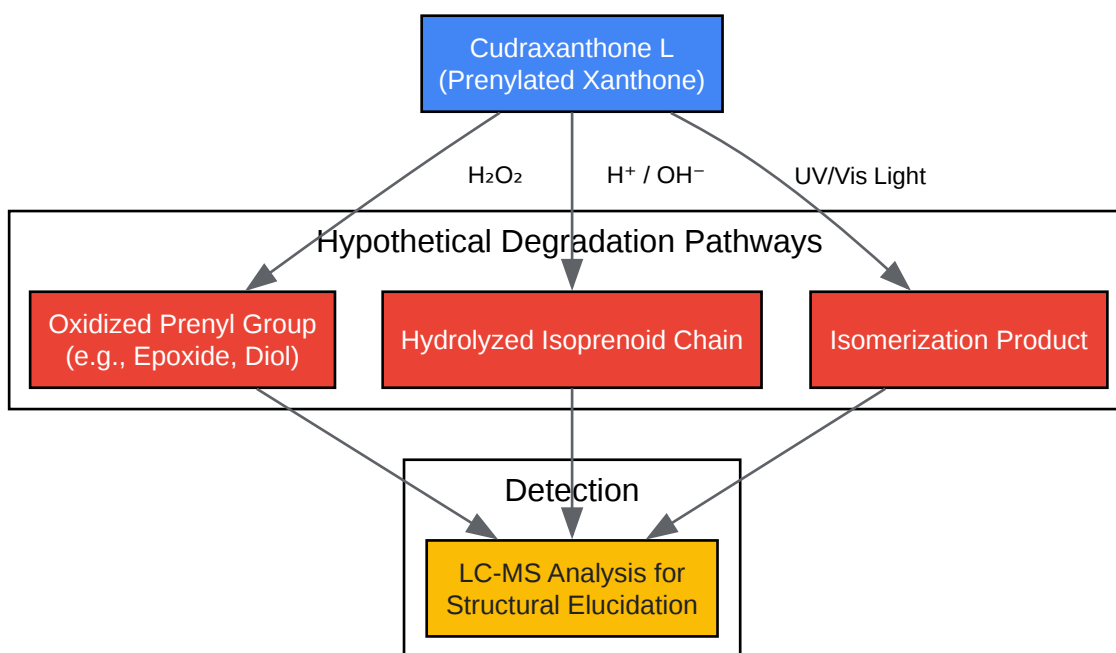 Cudraxanthone L
(Prenylated Xanthone)
H₂O₂
H⁺ / OH⁻
UV/Vis Light
Hypothetical Degradation Pathways
Oxidized Prenyl Group
(e.g., Epoxide, Diol)
Hydrolyzed Isoprenoid Chain
Isomerization Product
Detection
LC-MS Analysis for
Structural Elucidation